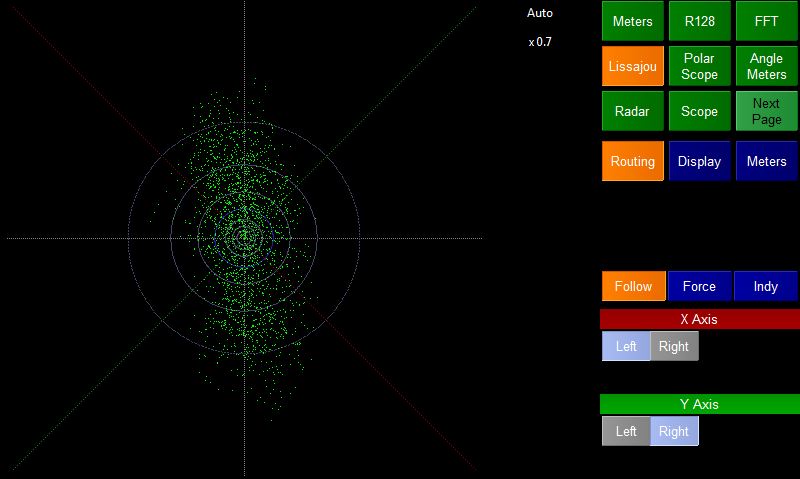 Auto
x 0.7
Meters
R128
FFT
Lissajou
Polar
Scope
Angle
Meters
Radar
Scope
Next
Page
Routing
Display
Meters
Follow
Force
Indy
X Axis
Left
Right
Y Axis
Left
Right